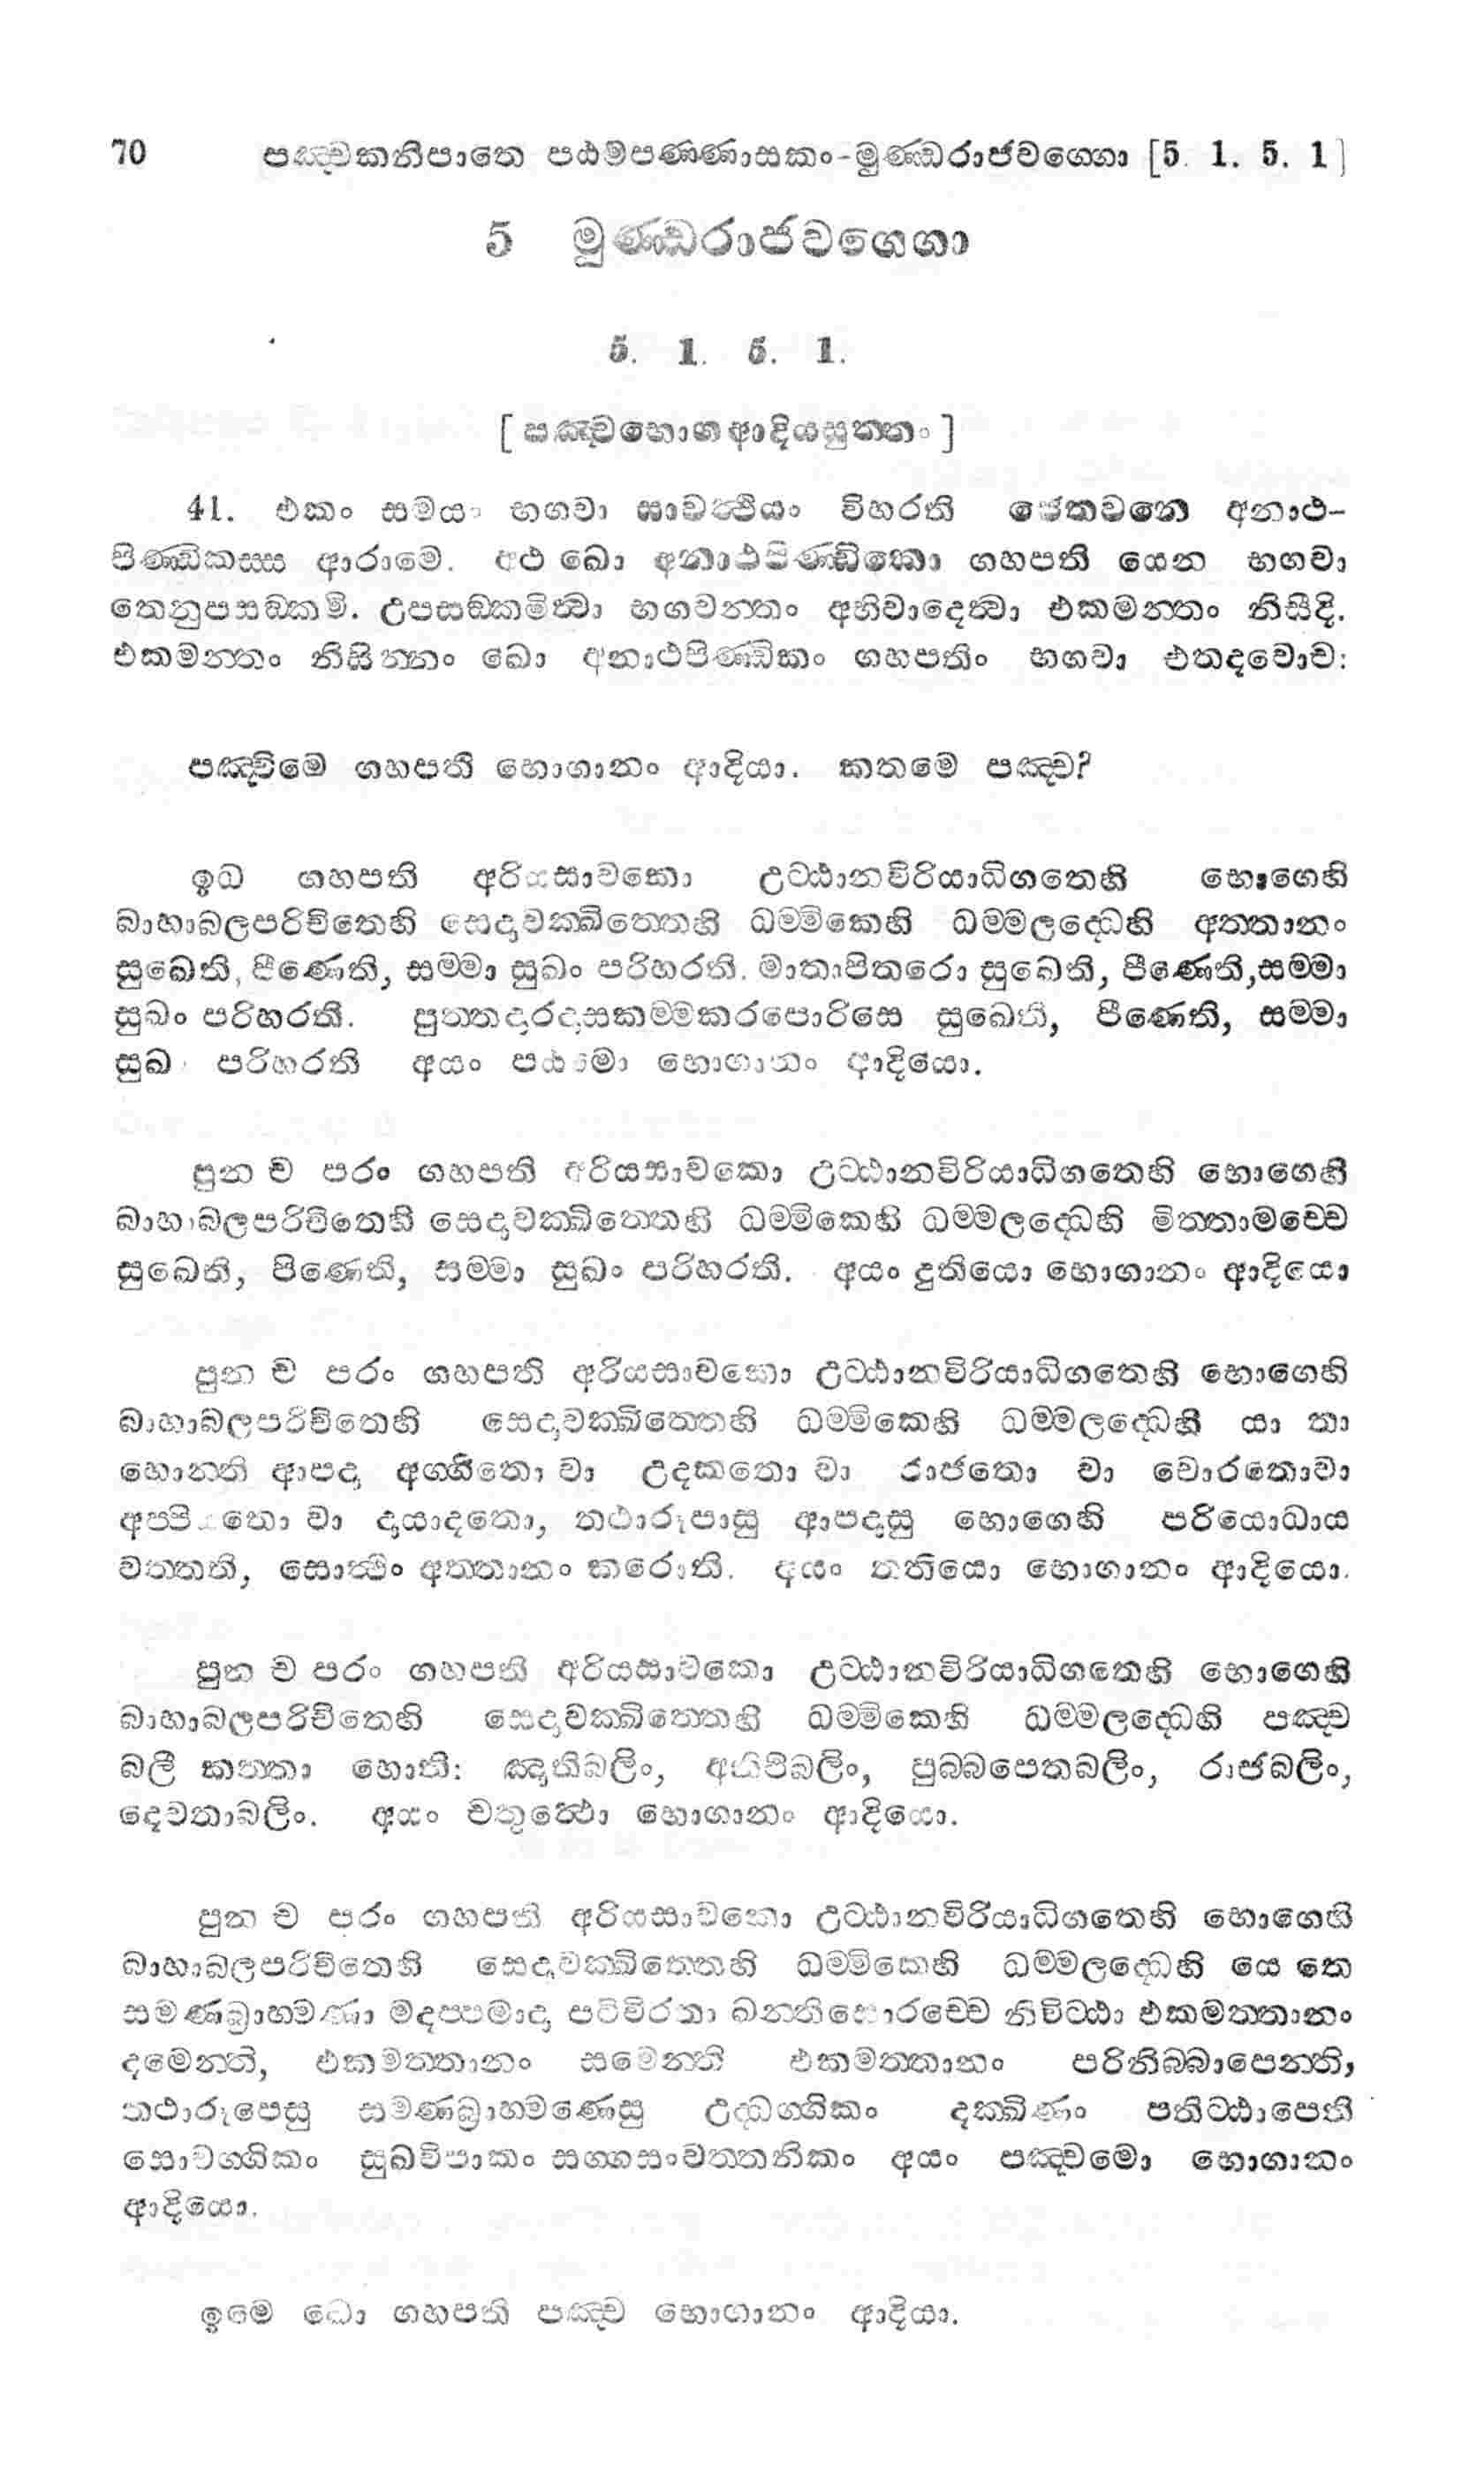 70 පඤ්චකනිපාතෙ පඨමපණ්ණාසකං-මුණ්ඩරාජවග්ගො [5. 1. 5. 1]
5 මුණ්ඩරාජවග්ගො
5. 1. 5. 1.
[ පඤ්චභොගආදියසුත්තං ]
41. එකං සමයං භගවා සාවත්ථියං විහරති ජෙතවනෙ අනාථ-
පිණ්ඩිකස්ස ආරාමෙ. අථ ඛො අනාථපිණ්ඩිකො ගහපති යෙන භගවා
තෙනුපසඞ්කමි. උපසඞ්කමිත්වා භගවන්තං අභිවාදෙත්වා එකමන්තං නිසීදි.
එකමන්තං නිසින්නං ඛො අනාථපිණ්ඩිකං ගහපතිං භගවා එතදවොච:
පඤ්චිමෙ ගහපති භොගානං ආදියා. කතමෙ පඤ්ච?
ඉධ ගහපති අරියසාවකො උට්ඨානවිරියාධිගතෙහි භොගෙහි
බාහාබලපරිචිතෙහි සෙදාවක්ඛිත්තෙහි ධම්මිකෙහි ධම්මලද්ධෙහි අත්තානං
සුඛෙති, පීණෙති, සම්මා සුඛං පරිහරති. මාතාපිතරො සුඛෙති, පීණෙති,සම්මා
සුඛං පරිහරති. පුත්තදාරදාසකම්මකරපොරිසෙ සුඛෙති, පීණෙති, සම්මා
සුඛං පරිහරති අයං පඨමො භොගානං ආදියො.
පුන ච පරං ගහපති අරියසාවකො උට්ඨානවිරියාධිගතෙහි භොගෙහි
බාහාබලපරිචිතෙහි සෙදාවක්ඛිත්තෙහි ධම්මිකෙහි ධම්මලද්ධෙහි මිත්තාමච්චෙ
සුඛෙති, පිණෙති, සම්මා සුඛං පරිහරති. අයං දුතියො භොගානං ආදියො
පුන ච පරං ගහපති අරියසාවකො උට්ඨානවිරියාධිගතෙහි භොගෙහි
බාහාබලපරිචිතෙහි සෙදාවක්ඛිත්තෙහි ධම්මිකෙහි ධම්මලද්ධෙහි යා තා
හොන්ති ආපදා අග්ගිතො වා උදකතො වා රාජතො වා චොරතොවා
අප්පියතො වා දායාදතො, තථාරූපාසු ආපදාසු භොගෙහි පරියොධාය
වත්තති, සොත්ථිං අත්තානං කරොති. අයං තතියො භොගානං ආදියො.
පුන ච පරං ගහපති අරියසාවකො උට්ඨානවිරියාධිගතෙහි භොගෙහි
බාහාබලපරිචිතෙහි සෙදාවක්ඛිත්තෙහි ධම්මිකෙහි ධම්මලද්ධෙහි පඤ්ච
බලී කත්තා හොති: ඤාතිබලිං, අතිථිබලිං, පුබ්බපෙතබලිං, රාජබලිං,
දෙවතාබලිං. අයං චතුත්ථො භොගානං ආදියො.
පුන ච පරං ගහපති අරියසාවකො උට්ඨානවිරියාධිගතෙහි භොගෙහි
බාහාබලපරිචිතෙහි සෙදාවක්ඛිත්තෙහි ධම්මිකෙහි ධම්මලද්ධෙහි යෙ තෙ
සමණබ්‍රාහ්මණා මදප්පමාදා පටිවිරතා ඛන්තිසොරච්චෙ නිවිට්ඨා එකමත්තානං
දමෙන්ති, එකමත්තානං සමෙන්ති එකමත්තානං පරිනිබ්බාපෙන්ති,
තථාරූපෙසු සමණබ්‍රාහ්මණෙසු උද්ධග්ගිකං දක්ඛිණං පතිට්ඨාපෙති
සොවග්ගිකං සුඛවිපාකං සග්ගසංවත්තනිකං අයං පඤ්චමො භොගානං
ආදියො.
ඉමෙ ඛො ගහපති පඤ්ච භොගානං ආදියා.